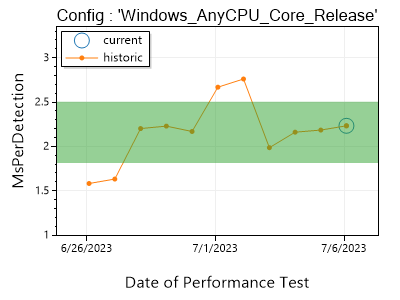 Config : 'Windows_AnyCPU_Core_Release'
current
historic
3
2.5
2
1.5
1
MsPerDetection
6/26/2023
7/1/2023
7/6/2023
Date of Performance Test